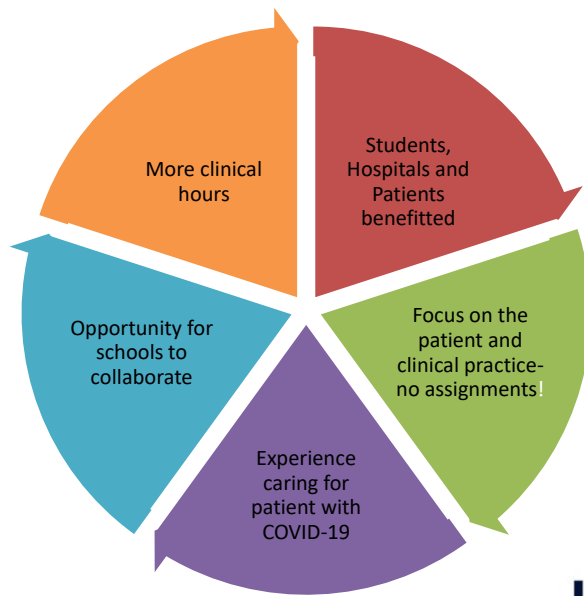 Students,
Hospitals and
Patients
benefitted
Focus on the
patient and
clinical practice-
no assignments!
Experience
caring for
patient with
COVID-19
Opportunity for
schools to
collaborate
More clinical
hours